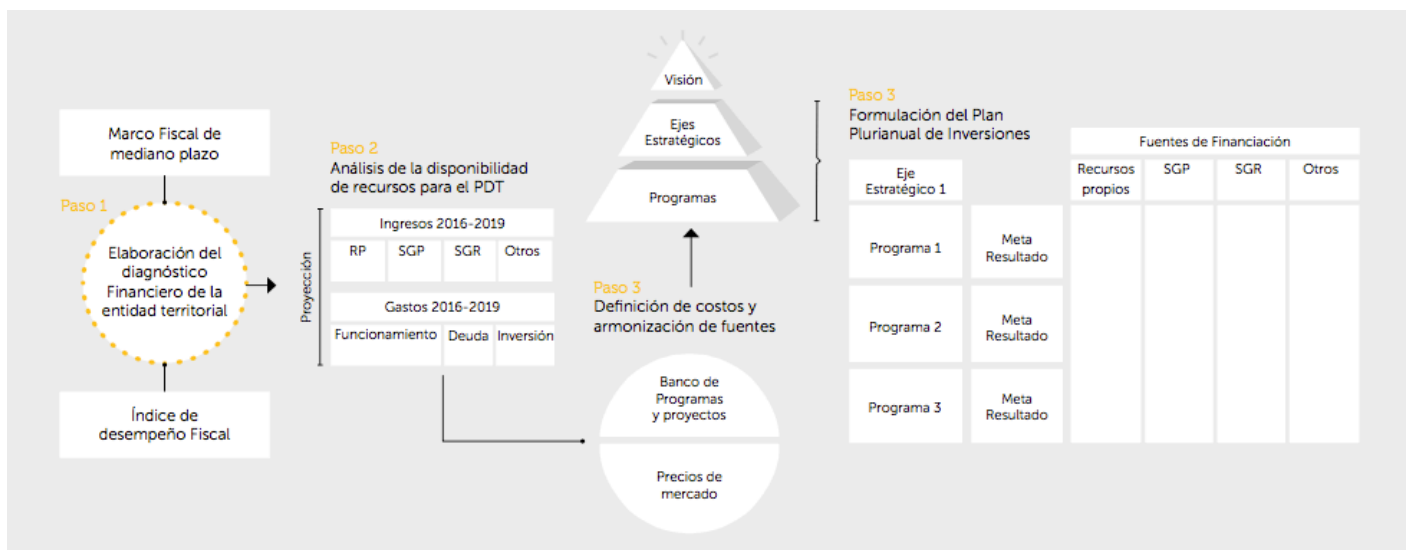 Marco Fiscal de
mediano plazo
Paso 1
Elaboración del
diagnóstico
Financiero de la
entidad territorial
Índice de
desempeño Fiscal
Paso 2
Análisis de la disponibilidad
de recursos para el PDT
Proyección
Ingresos 2016-2019
RP SGP SGR Otros
Gastos 2016-2019
Funcionamiento Deuda Inversión
Visión
Ejes
Estratégicos
Programas
Paso 3
Definición de costos y
armonización de fuentes
Banco de
Programas
y proyectos
Precios de
mercado
Paso 3
Formulación del Plan
Plurianual de Inversiones
Fuentes de Financiación
Eje
Estratégico 1
Recursos
propios
SGP SGR Otros
Programa 1
Meta
Resultado
Programa 2
Meta
Resultado
Programa 3
Meta
Resultado